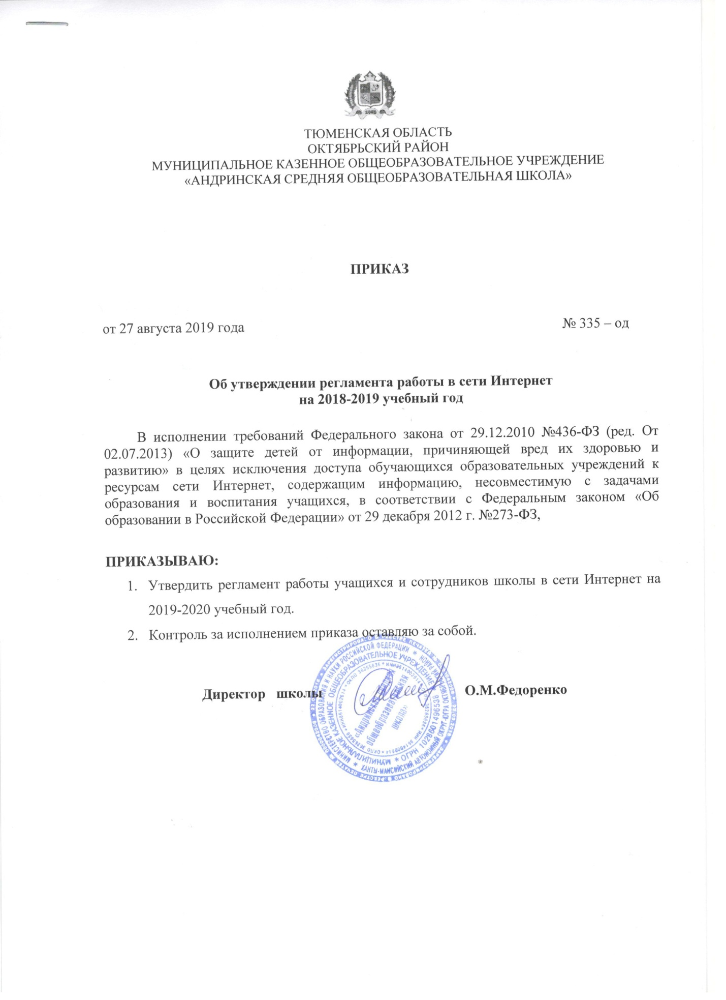 ТЮМЕНСКАЯ ОБЛАСТЬ
ОКТЯБРЬСКИЙ РАЙОН
МУНИЦИПАЛЬНОЕ КАЗЕННОЕ ОБЩЕОБРАЗОВАТЕЛЬНОЕ УЧРЕЖДЕНИЕ
«АНДРИНСКАЯ СРЕДНЯЯ ОБЩЕОБРАЗОВАТЕЛЬНАЯ ШКОЛА»
ПРИКАЗ
от 27 августа 2019 года № 335 – од
Об утверждении регламента работы в сети Интернет
на 2018-2019 учебный год
В исполнении требований Федерального закона от 29.12.2010 №436-ФЗ (ред. От
02.07.2013) «О защите детей от информации, причиняющей вред их здоровью и
развитию» в целях исключения доступа обучающихся образовательных учреждений к
ресурсам сети Интернет, содержащим информацию, несовместимую с задачами
образования и воспитания учащихся, в соответствии с Федеральным законом «Об
образовании в Российской Федерации» от 29 декабря 2012 г. №273-ФЗ,
ПРИКАЗЫВАЮ:
1. Утвердить регламент работы учащихся и сотрудников школы в сети Интернет на
2019-2020 учебный год.
2. Контроль за исполнением приказа оставляю за собой.
Директор школы О.М.Федоренко
МИНИСТЕРСТВО ОБРАЗОВАНИЯ И НАУКИ РОССИЙСКОЙ ФЕДЕРАЦИИ *
ХАНТЫ-МАНСИЙСКИЙ АВТОНОМНЫЙ ОКРУГ-ЮГРА ОКТЯБРЬСКИЙ РАЙОН
МУНИЦИПАЛЬНОЕ КАЗЕННОЕ ОБЩЕОБРАЗОВАТЕЛЬНОЕ УЧРЕЖДЕНИЕ * ОГРН 1028601496538 *
«Андринская средняя
общеобразовательная
школа»